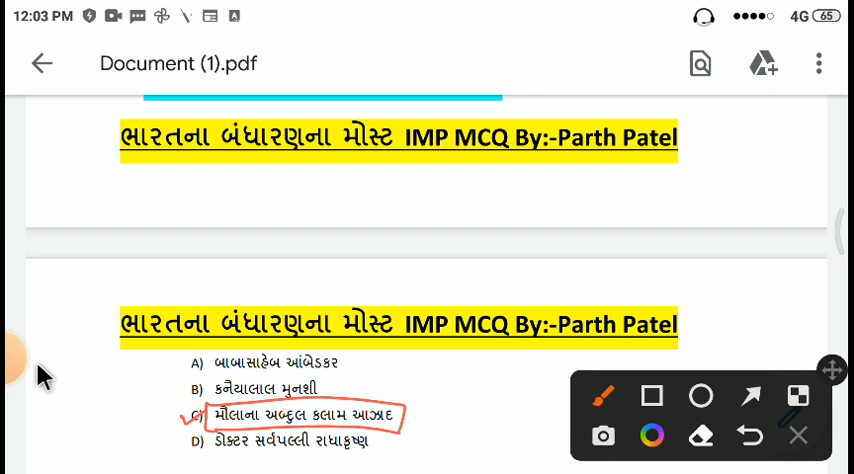 12:03 PM
4G 65
Document (1).pdf
ભારતના બંધારણના મોસ્ટ IMP MCQ By:-Parth Patel
ભારતના બંધારણના મોસ્ટ IMP MCQ By:-Parth Patel
A) બાબાસાહેબ આંબેડકર
B) કનૈયાલાલ મુનશી
C) મૌલાના અબ્દુલ કલામ આઝાદ
D) ડોક્ટર સર્વપલ્લી રાધાકૃષ્ણ